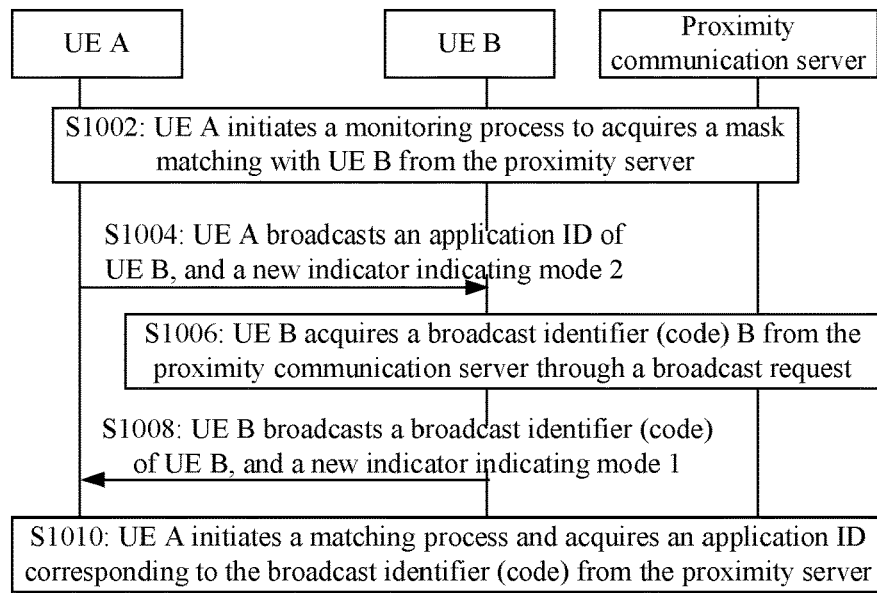 UE A
UE B
Proximity
communication server
S1002: UE A initiates a monitoring process to acquires a mask
matching with UE B from the proximity server
S1004: UE A broadcasts an application ID of
UE B, and a new indicator indicating mode 2
S1006: UE B acquires a broadcast identifier (code) B from the
proximity communication server through a broadcast request
S1008: UE B broadcasts a broadcast identifier (code)
of UE B, and a new indicator indicating mode 1
S1010: UE A initiates a matching process and acquires an application ID
corresponding to the broadcast identifier (code) from the proximity server